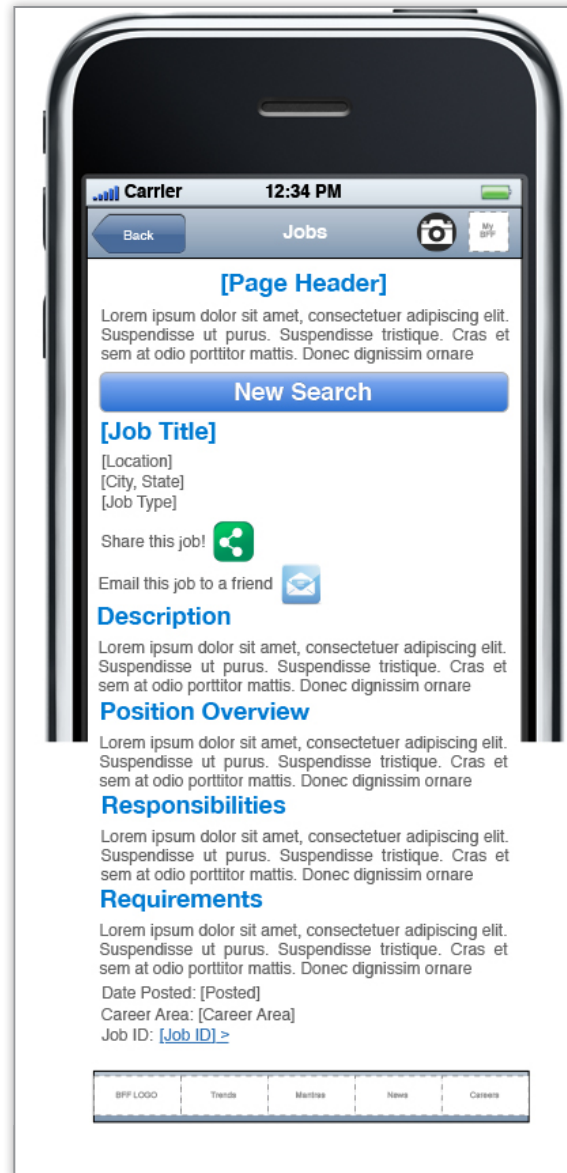 Carrier 12:34 PM
Back Jobs My
BFF
[Page Header]
Lorem ipsum dolor sit amet, consectetuer adipiscing elit.
Suspendisse ut purus. Suspendisse tristique. Cras et
sem at odio porttitor mattis. Donec dignissim ornare
New Search
[Job Title]
[Location]
[City, State]
[Job Type]
Share this job!
Email this job to a friend
Description
Lorem ipsum dolor sit amet, consectetuer adipiscing elit.
Suspendisse ut purus. Suspendisse tristique. Cras et
sem at odio porttitor mattis. Donec dignissim ornare
Position Overview
Lorem ipsum dolor sit amet, consectetuer adipiscing elit.
Suspendisse ut purus. Suspendisse tristique. Cras et
sem at odio porttitor mattis. Donec dignissim ornare
Responsibilities
Lorem ipsum dolor sit amet, consectetuer adipiscing elit.
Suspendisse ut purus. Suspendisse tristique. Cras et
sem at odio porttitor mattis. Donec dignissim ornare
Requirements
Lorem ipsum dolor sit amet, consectetuer adipiscing elit.
Suspendisse ut purus. Suspendisse tristique. Cras et
sem at odio porttitor mattis. Donec dignissim ornare
Date Posted: [Posted]
Career Area: [Career Area]
Job ID: [Job ID] >
BFF LOGO Trends Mantras News Careers